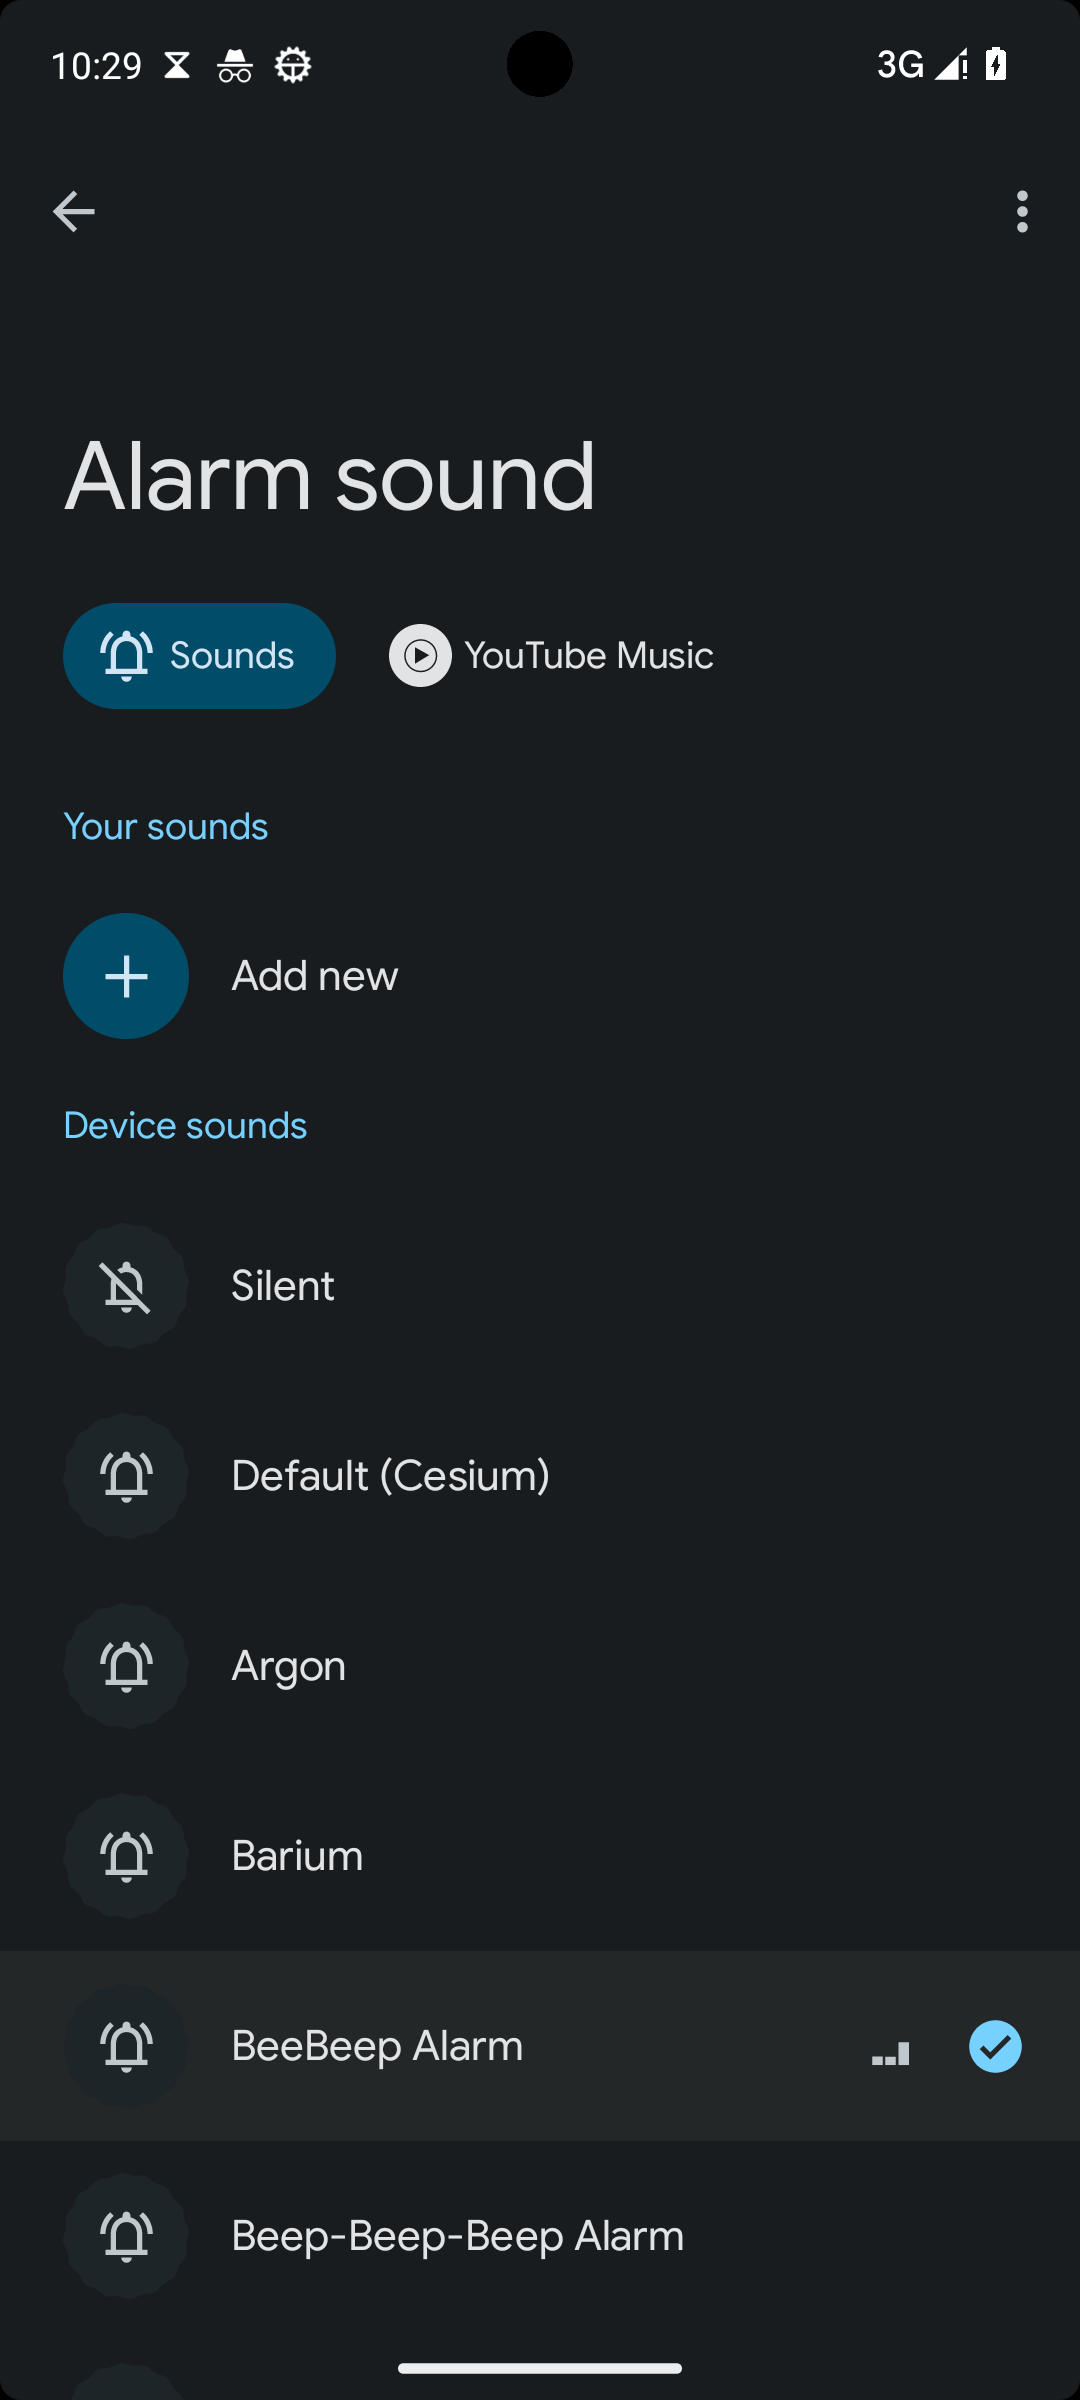 10:29
3G
Alarm sound
Sounds
YouTube Music
Your sounds
Add new
Device sounds
Silent
Default (Cesium)
Argon
Barium
BeeBeep Alarm
Beep-Beep-Beep Alarm